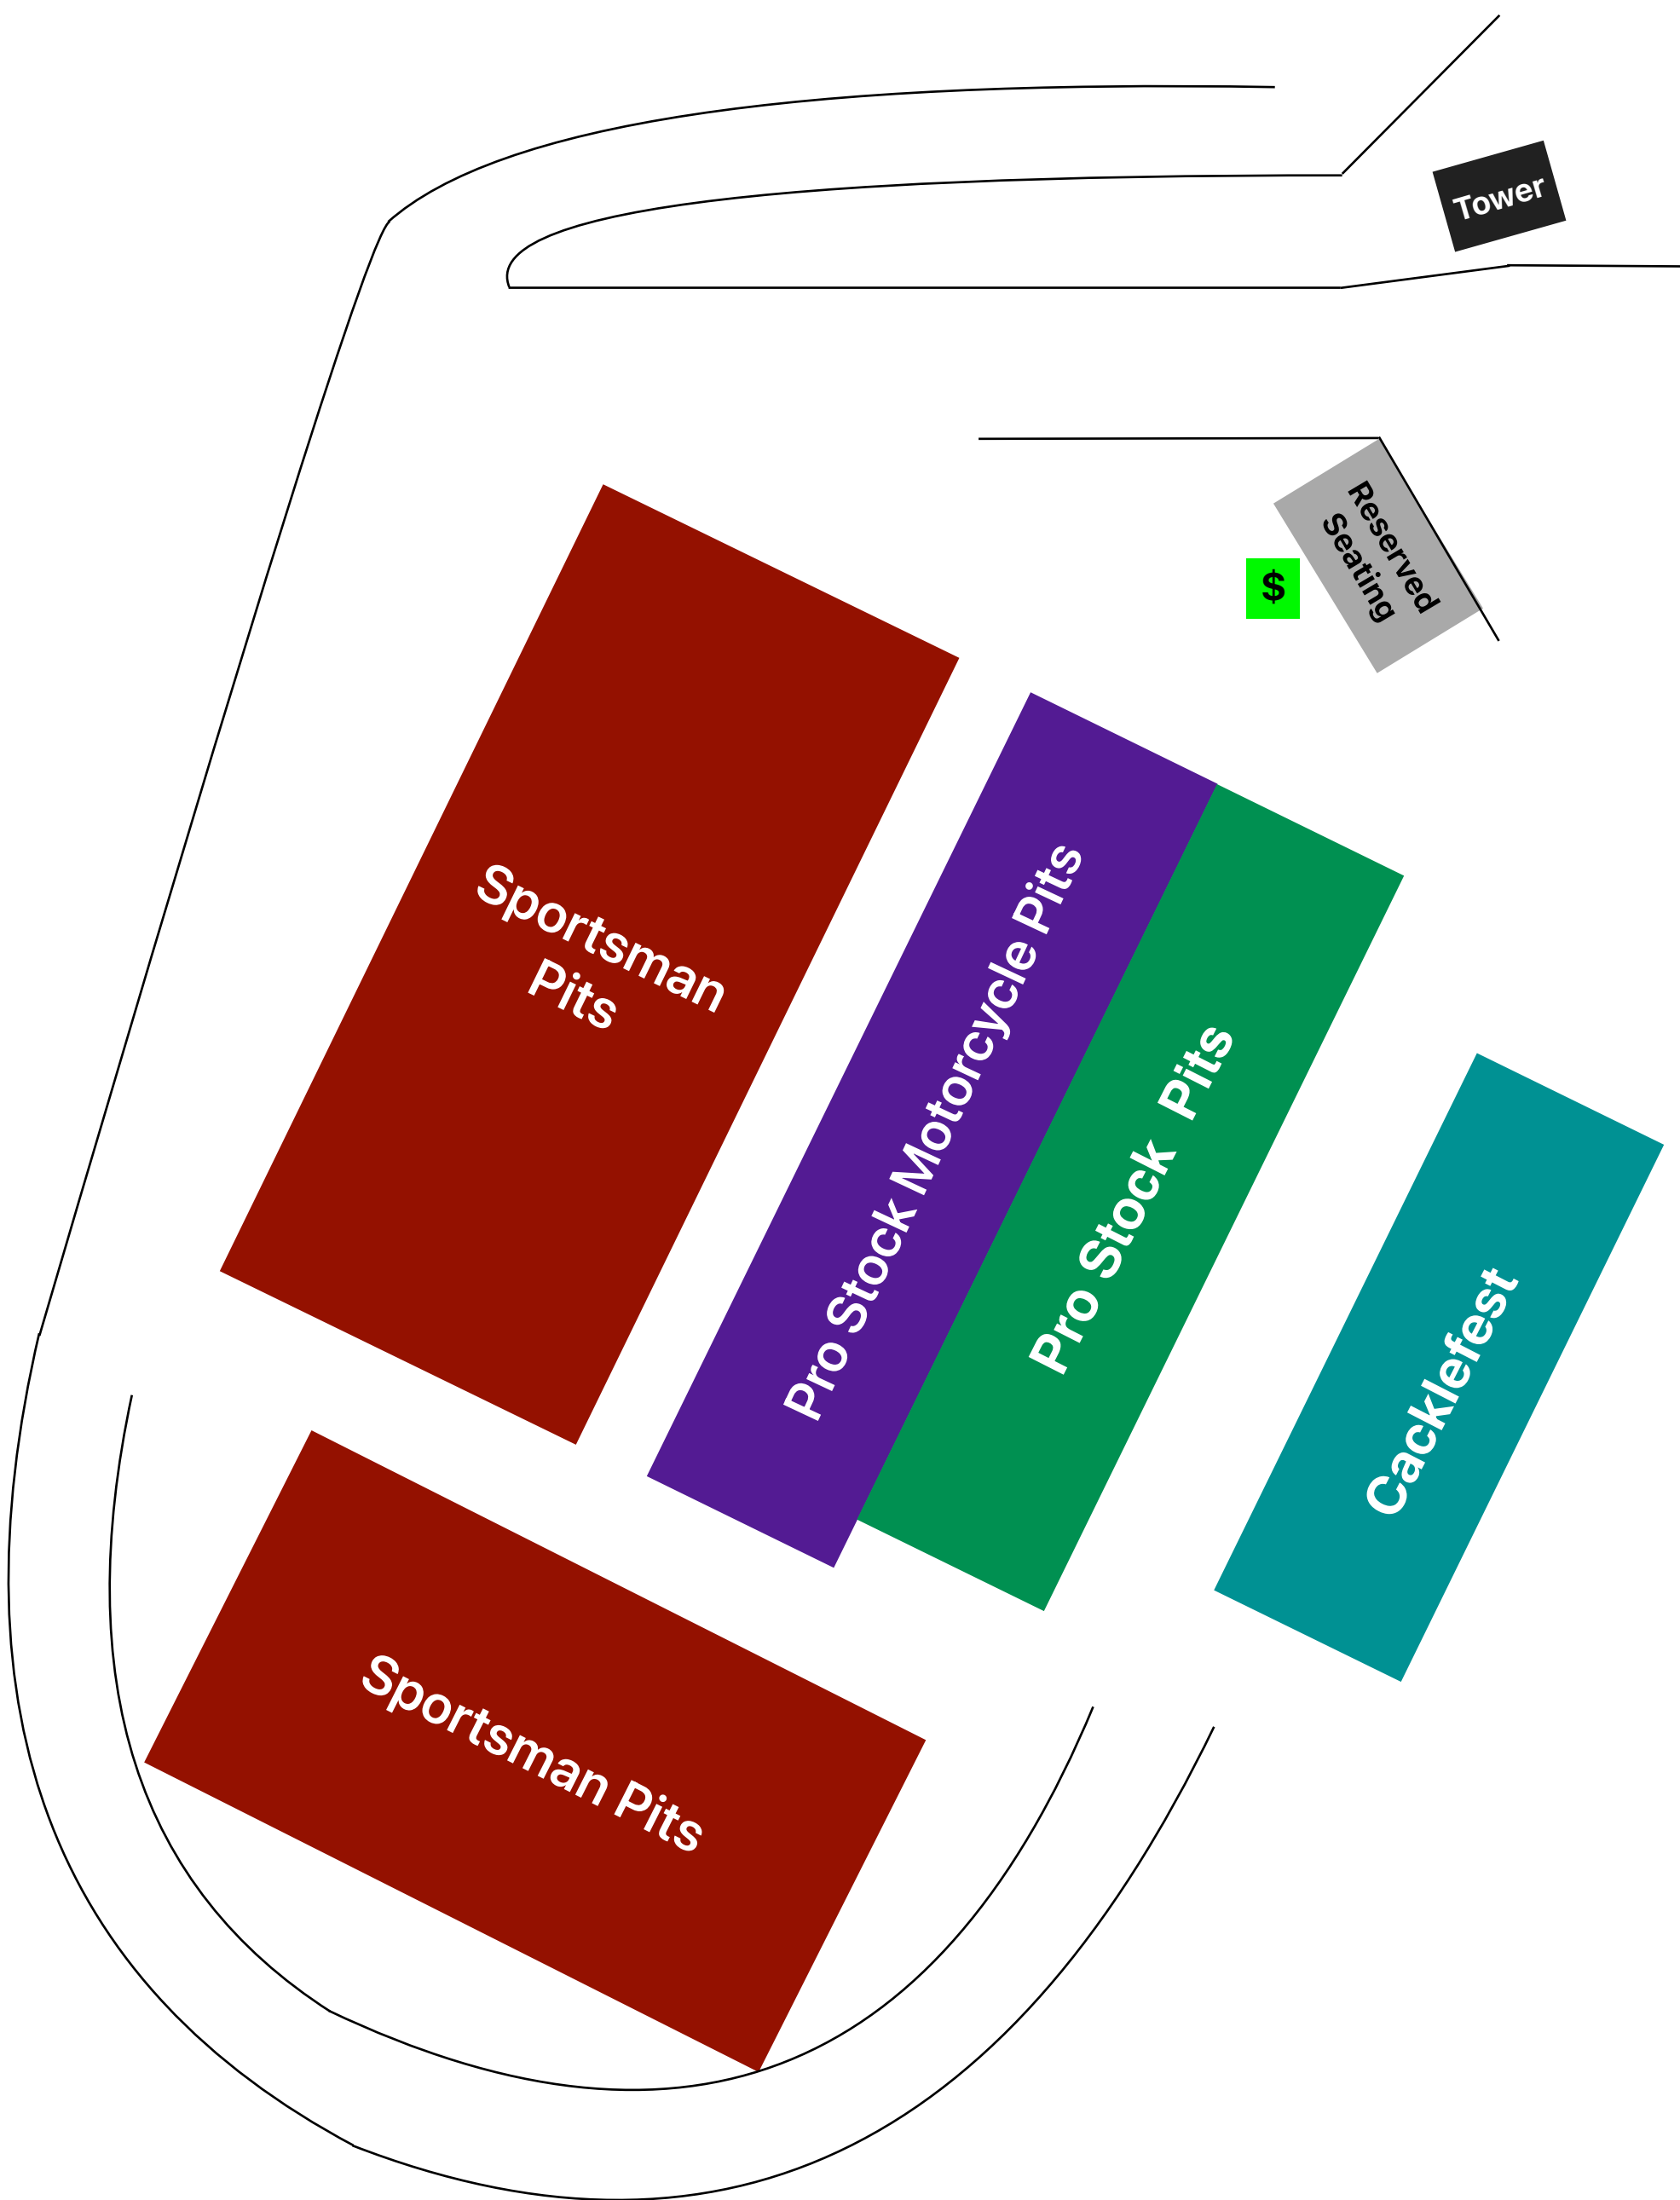 Tower
Reserved
Seating
$
Sportsman
Pits
Pro Stock Motorcycle Pits
Pro Stock Pits
Cacklefest
Sportsman Pits